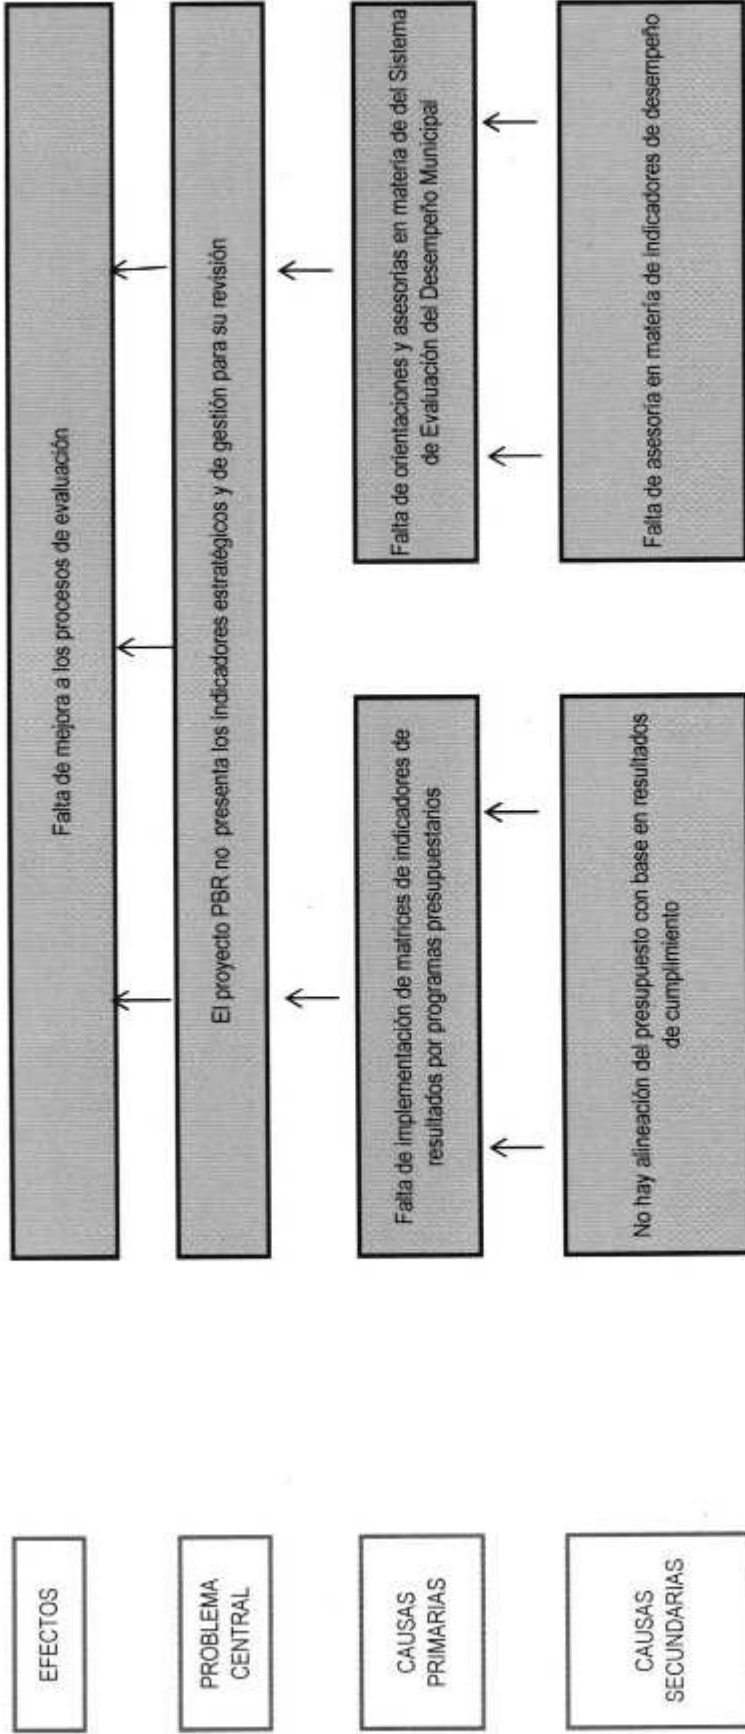 EFECTOS
Falta de mejora a los procesos de evaluación
PROBLEMA
CENTRAL
El proyecto PBR no presenta los indicadores estratégicos y de gestión para su revisión
CAUSAS
PRIMARIAS
Falta de implementación de matrices de indicadores de
resultados por programas presupuestarios
Falta de orientaciones y asesorías en materia de del Sistema
de Evaluación del Desempeño Municipal
CAUSAS
SECUNDARIAS
No hay alineación del presupuesto con base en resultados
de cumplimiento
Falta de asesoría en materia de indicadores de desempeño